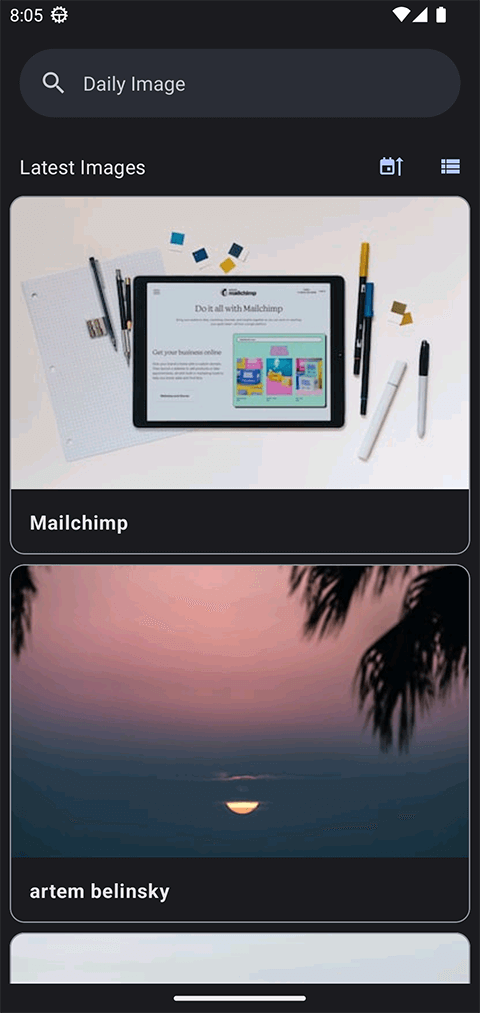 8:05
Daily Image
Latest Images
mailchimp
Do it all with Mailchimp
Get your business online
Mailchimp
artem belinsky